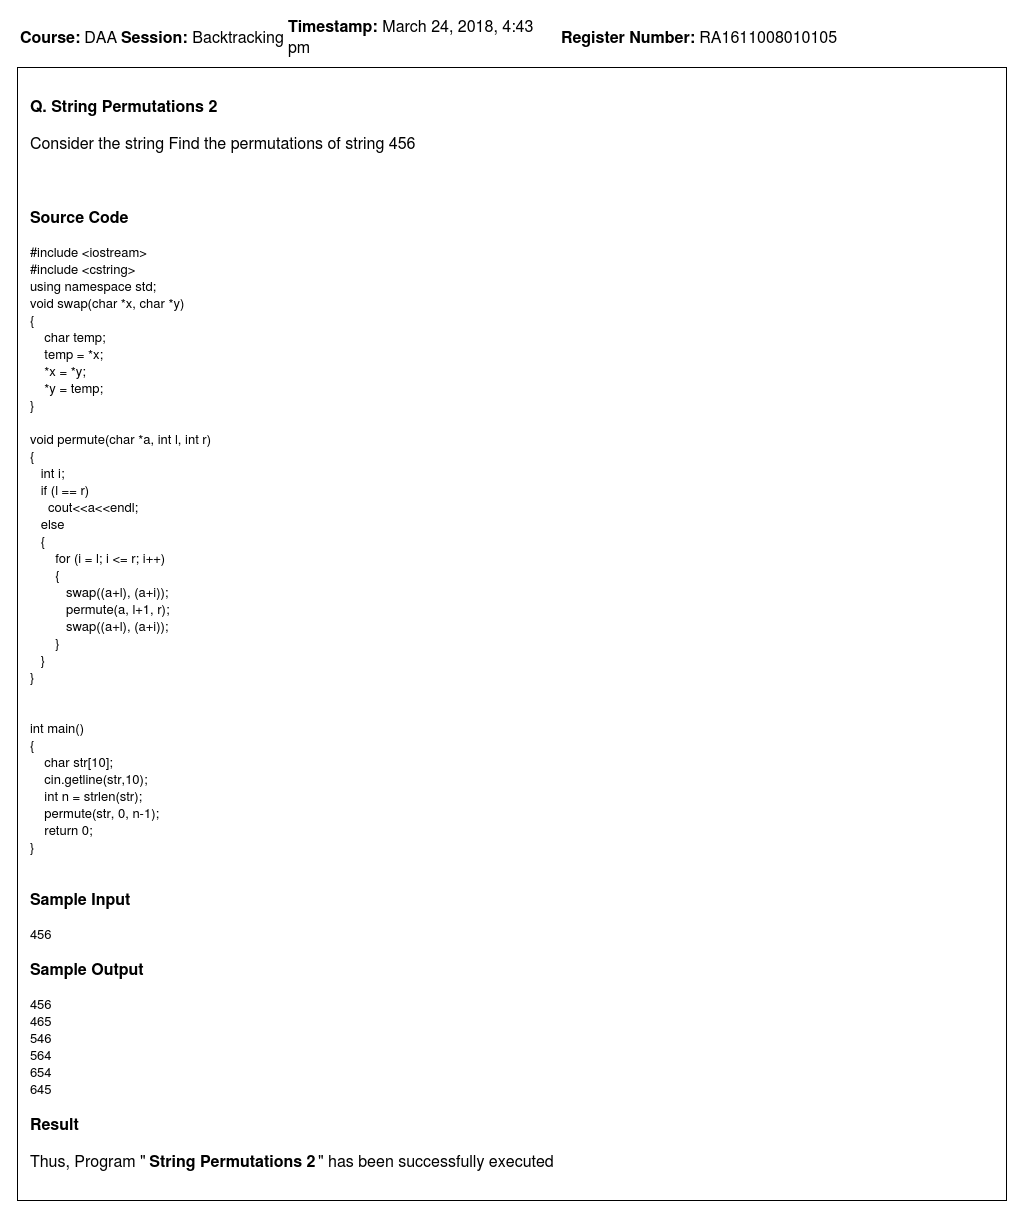 Course: DAA Session: Backtracking Timestamp: March 24, 2018, 4:43 pm Register Number: RA1611008010105
Q. String Permutations 2
Consider the string Find the permutations of string 456
Source Code
#include <iostream>
#include <cstring>
using namespace std;
void swap(char *x, char *y)
{
    char temp;
    temp = *x;
    *x = *y;
    *y = temp;
}
void permute(char *a, int l, int r)
{
   int i;
   if (l == r)
     cout<<a<<endl;
   else
   {
       for (i = l; i <= r; i++)
       {
          swap((a+l), (a+i));
          permute(a, l+1, r);
          swap((a+l), (a+i));
       }
   }
}
int main()
{
    char str[10];
    cin.getline(str,10);
    int n = strlen(str);
    permute(str, 0, n-1);
    return 0;
}
Sample Input
456
Sample Output
456
465
546
564
654
645
Result
Thus, Program " String Permutations 2 " has been successfully executed